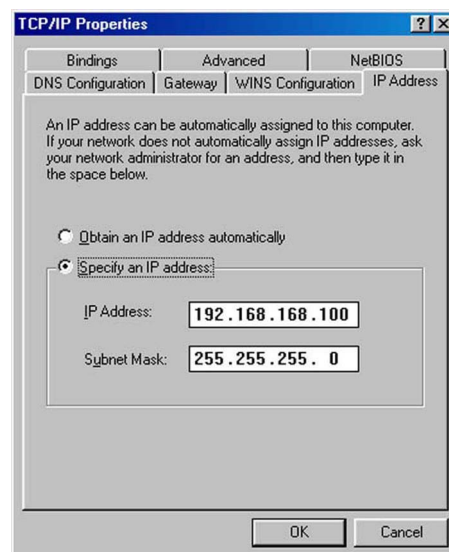 TCP/IP Properties
Bindings Advanced NetBIOS
DNS Configuration Gateway WINS Configuration IP Address
An IP address can be automatically assigned to this computer.
If your network does not automatically assign IP addresses, ask
your network administrator for an address, and then type it in
the space below.
Obtain an IP address automatically
Specify an IP address:
IP Address: 192.168.168.100
Subnet Mask: 255.255.255. 0
OK Cancel